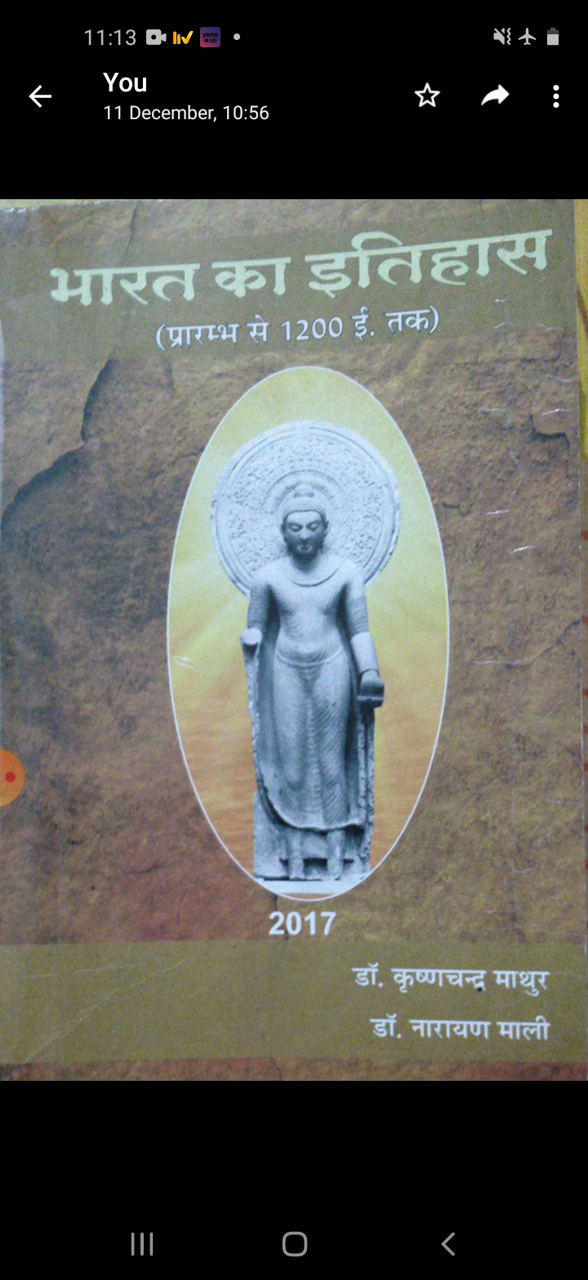 11:13
You
11 December, 10:56
भारत का इतिहास
(प्रारम्भ से 1200 ई. तक)
2017
डॉ. कृष्णचन्द्र माथुर
डॉ. नारायण माली